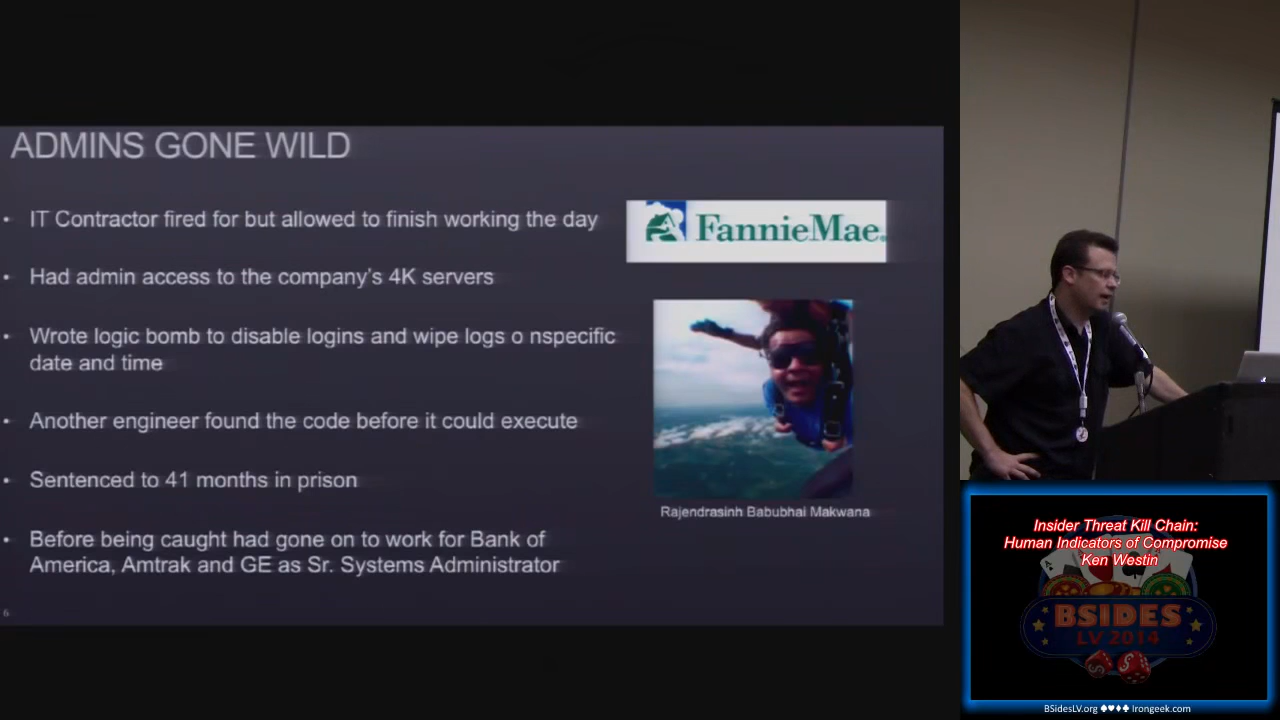 ADMINS GONE WILD
• IT Contractor fired for but allowed to finish working the day
• Had admin access to the company's 4K servers
• Wrote logic bomb to disable logins and wipe logs o nspecific
date and time
• Another engineer found the code before it could execute
• Sentenced to 41 months in prison
• Before being caught had gone on to work for Bank of
America, Amtrak and GE as Sr. Systems Administrator
6
FannieMae
Rajendrasinh Babubhai Makwana
Insider Threat Kill Chain:
Human Indicators of Compromise
Ken Westin
BSIDES
LV 2014
BSidesLV.org ♠♥♦♣ Irongeek.com